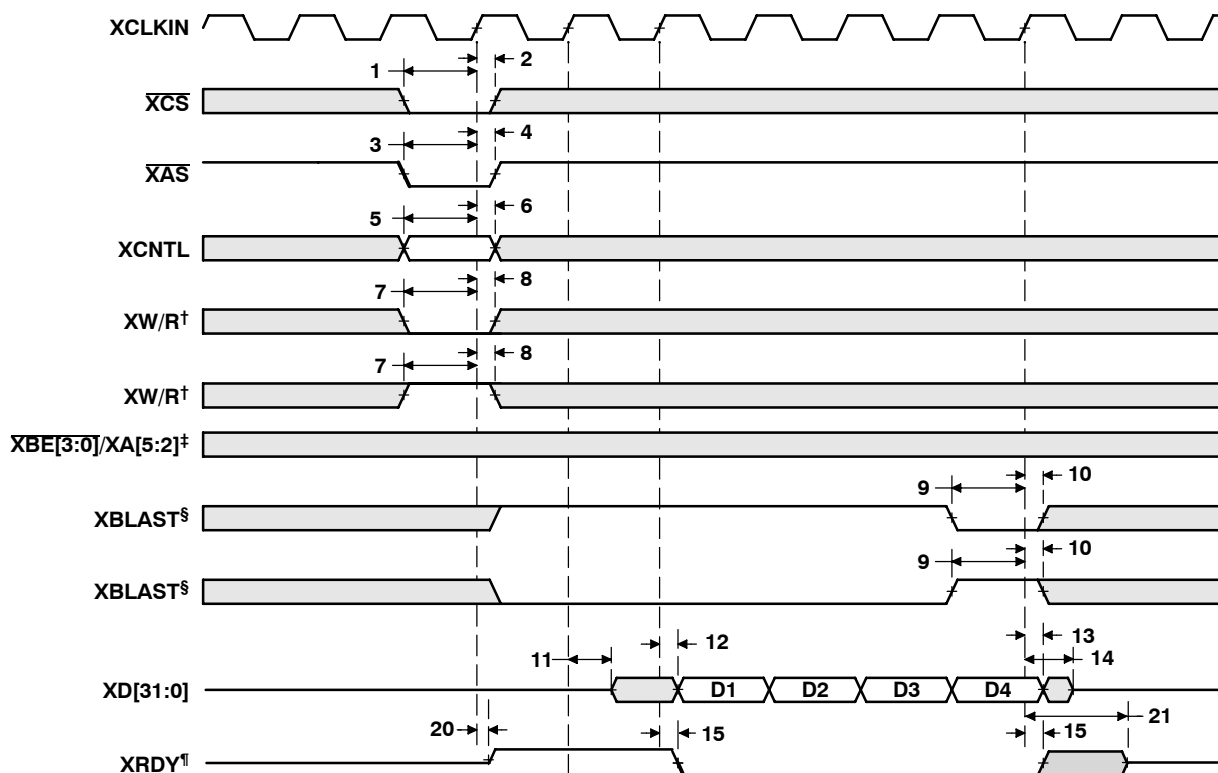 XCLKIN
1 2
XCS
3 4
XAS
5 6
XCNTL
7 8
XW/R†
7 8
XW/R†
XBE[3:0]/XA[5:2]‡
9 10
XBLAST§
9 10
XBLAST§
11 12 13 14
XD[31:0] D1 D2 D3 D4
20 15 15 21
XRDY¶